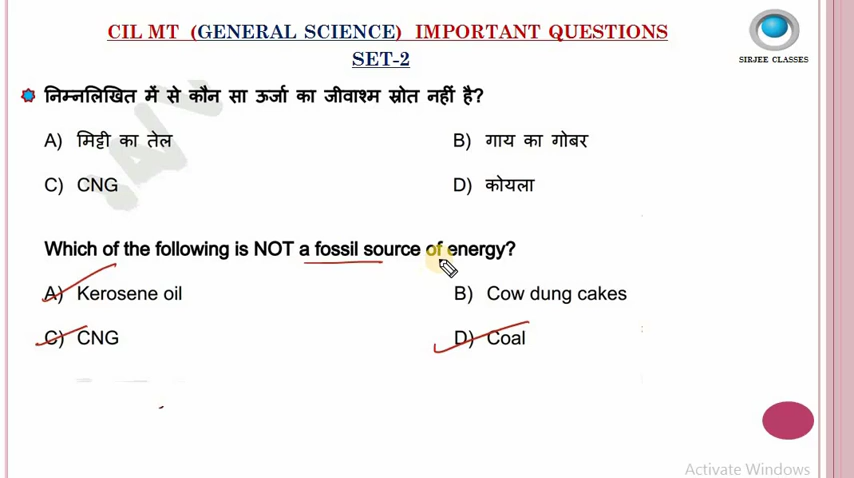 CIL MT (GENERAL SCIENCE) IMPORTANT QUESTIONS
SET-2
SIRJEE CLASSES
निम्नलिखित में से कौन सा ऊर्जा का जीवाश्म स्रोत नहीं है?
A) मिट्टी का तेल B) गाय का गोबर
C) CNG D) कोयला
Which of the following is NOT a fossil source of energy?
A) Kerosene oil B) Cow dung cakes
C) CNG D) Coal
Activate Windows